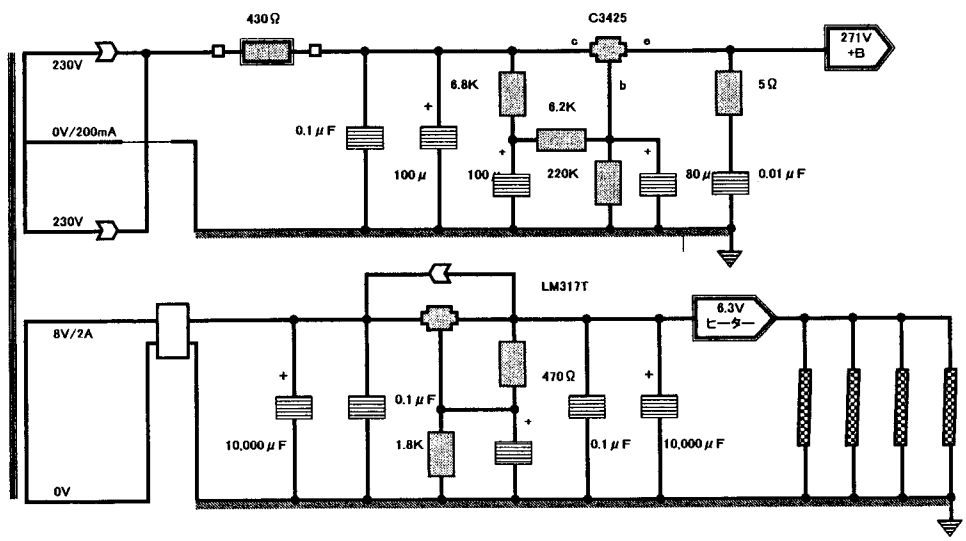 430Ω
C3425
230V
c
e
271V
+B
6.8K
b
5Ω
6.2K
0V/200mA
0.1μF
+
100μ
+
100μ
220K
+
80μ
0.01μF
230V
LM317T
8V/2A
6.3V
ヒーター
+
10,000μF
0.1μF
470Ω
+
1.8K
+
0.1μF
10,000μF
0V